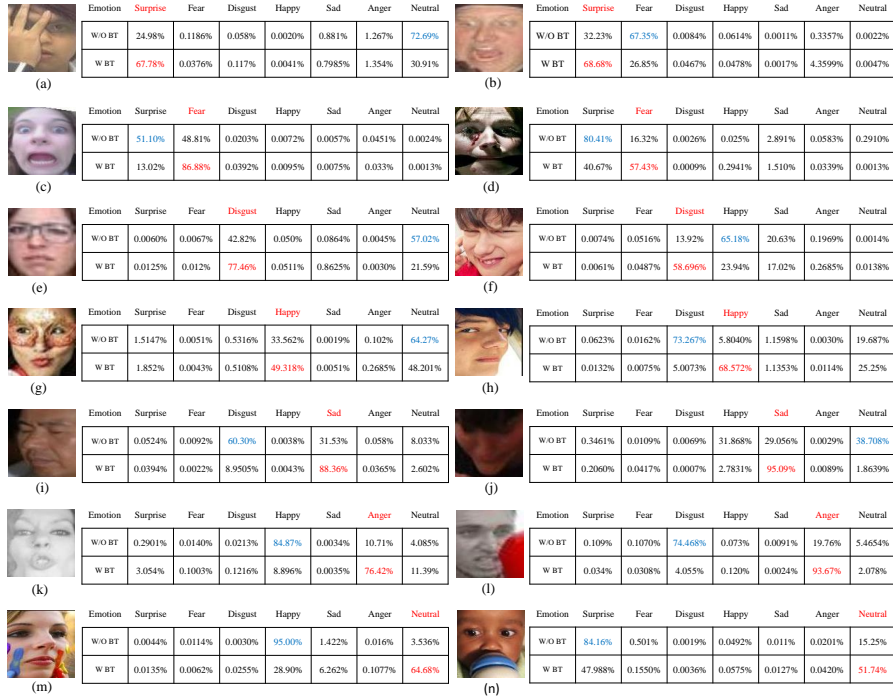 Emotion Surprise Fear Disgust Happy Sad Anger Neutral
W/O BT 24.98% 0.1186% 0.058% 0.0020% 0.881% 1.267% 72.69%
W BT 67.78% 0.0376% 0.117% 0.0041% 0.7985% 1.354% 30.91%
(a)
Emotion Surprise Fear Disgust Happy Sad Anger Neutral
W/O BT 32.23% 67.35% 0.0084% 0.0614% 0.0011% 0.3357% 0.0022%
W BT 68.68% 26.85% 0.0467% 0.0478% 0.0017% 4.3599% 0.0047%
(b)
Emotion Surprise Fear Disgust Happy Sad Anger Neutral
W/O BT 51.10% 48.81% 0.0203% 0.0072% 0.0057% 0.0451% 0.0024%
W BT 13.02% 86.88% 0.0392% 0.0095% 0.0075% 0.033% 0.0013%
(c)
Emotion Surprise Fear Disgust Happy Sad Anger Neutral
W/O BT 80.41% 16.32% 0.0026% 0.025% 2.891% 0.0583% 0.2910%
W BT 40.67% 57.43% 0.0009% 0.2941% 1.510% 0.0339% 0.0013%
(d)
Emotion Surprise Fear Disgust Happy Sad Anger Neutral
W/O BT 0.0060% 0.0067% 42.82% 0.050% 0.0864% 0.0045% 57.02%
W BT 0.0125% 0.012% 77.46% 0.0511% 0.8625% 0.0030% 21.59%
(e)
Emotion Surprise Fear Disgust Happy Sad Anger Neutral
W/O BT 0.0074% 0.0516% 13.92% 65.18% 20.63% 0.1969% 0.0014%
W BT 0.0061% 0.0487% 58.696% 23.94% 17.02% 0.2685% 0.0138%
(f)
Emotion Surprise Fear Disgust Happy Sad Anger Neutral
W/O BT 1.5147% 0.0051% 0.5316% 33.562% 0.0019% 0.102% 64.27%
W BT 1.852% 0.0043% 0.5108% 49.318% 0.0051% 0.2685% 48.201%
(g)
Emotion Surprise Fear Disgust Happy Sad Anger Neutral
W/O BT 0.0623% 0.0162% 73.267% 5.8040% 1.1598% 0.0030% 19.687%
W BT 0.0132% 0.0075% 5.0073% 68.572% 1.1353% 0.0114% 25.25%
(h)
Emotion Surprise Fear Disgust Happy Sad Anger Neutral
W/O BT 0.0524% 0.0092% 60.30% 0.0038% 31.53% 0.058% 8.033%
W BT 0.0394% 0.0022% 8.9505% 0.0043% 88.36% 0.0365% 2.602%
(i)
Emotion Surprise Fear Disgust Happy Sad Anger Neutral
W/O BT 0.3461% 0.0109% 0.0069% 31.868% 29.056% 0.0029% 38.708%
W BT 0.2060% 0.0417% 0.0007% 2.7831% 95.09% 0.0089% 1.8639%
(j)
Emotion Surprise Fear Disgust Happy Sad Anger Neutral
W/O BT 0.2901% 0.0140% 0.0213% 84.87% 0.0034% 10.71% 4.085%
W BT 3.054% 0.1003% 0.1216% 8.896% 0.0035% 76.42% 11.39%
(k)
Emotion Surprise Fear Disgust Happy Sad Anger Neutral
W/O BT 0.109% 0.1070% 74.468% 0.073% 0.0091% 19.76% 5.4654%
W BT 0.034% 0.0308% 4.055% 0.120% 0.0024% 93.67% 2.078%
(l)
Emotion Surprise Fear Disgust Happy Sad Anger Neutral
W/O BT 0.0044% 0.0114% 0.0030% 95.00% 1.422% 0.016% 3.536%
W BT 0.0135% 0.0062% 0.0255% 28.90% 6.262% 0.1077% 64.68%
(m)
Emotion Surprise Fear Disgust Happy Sad Anger Neutral
W/O BT 84.16% 0.501% 0.0019% 0.0492% 0.011% 0.0201% 15.25%
W BT 47.988% 0.1550% 0.0036% 0.0575% 0.0127% 0.0420% 51.74%
(n)